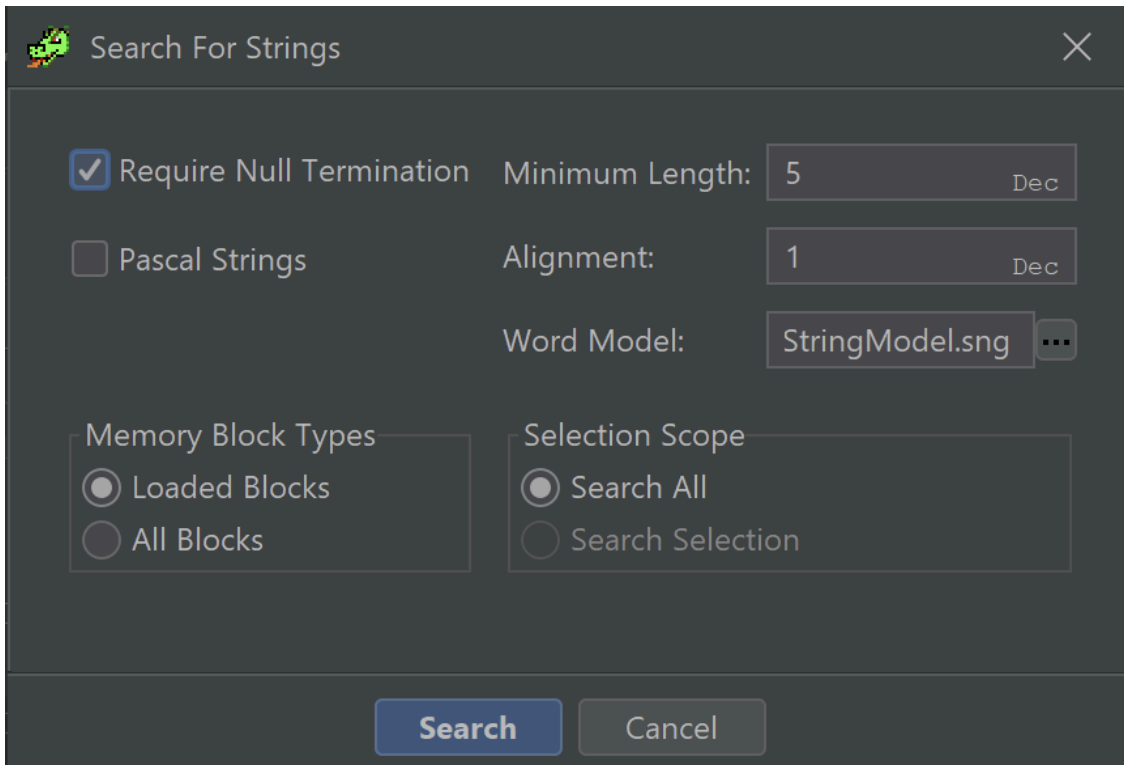 Search For Strings
Require Null Termination
Minimum Length: 5 Dec
Pascal Strings
Alignment: 1 Dec
Word Model: StringModel.sng ...
Memory Block Types
Loaded Blocks
All Blocks
Selection Scope
Search All
Search Selection
Search Cancel